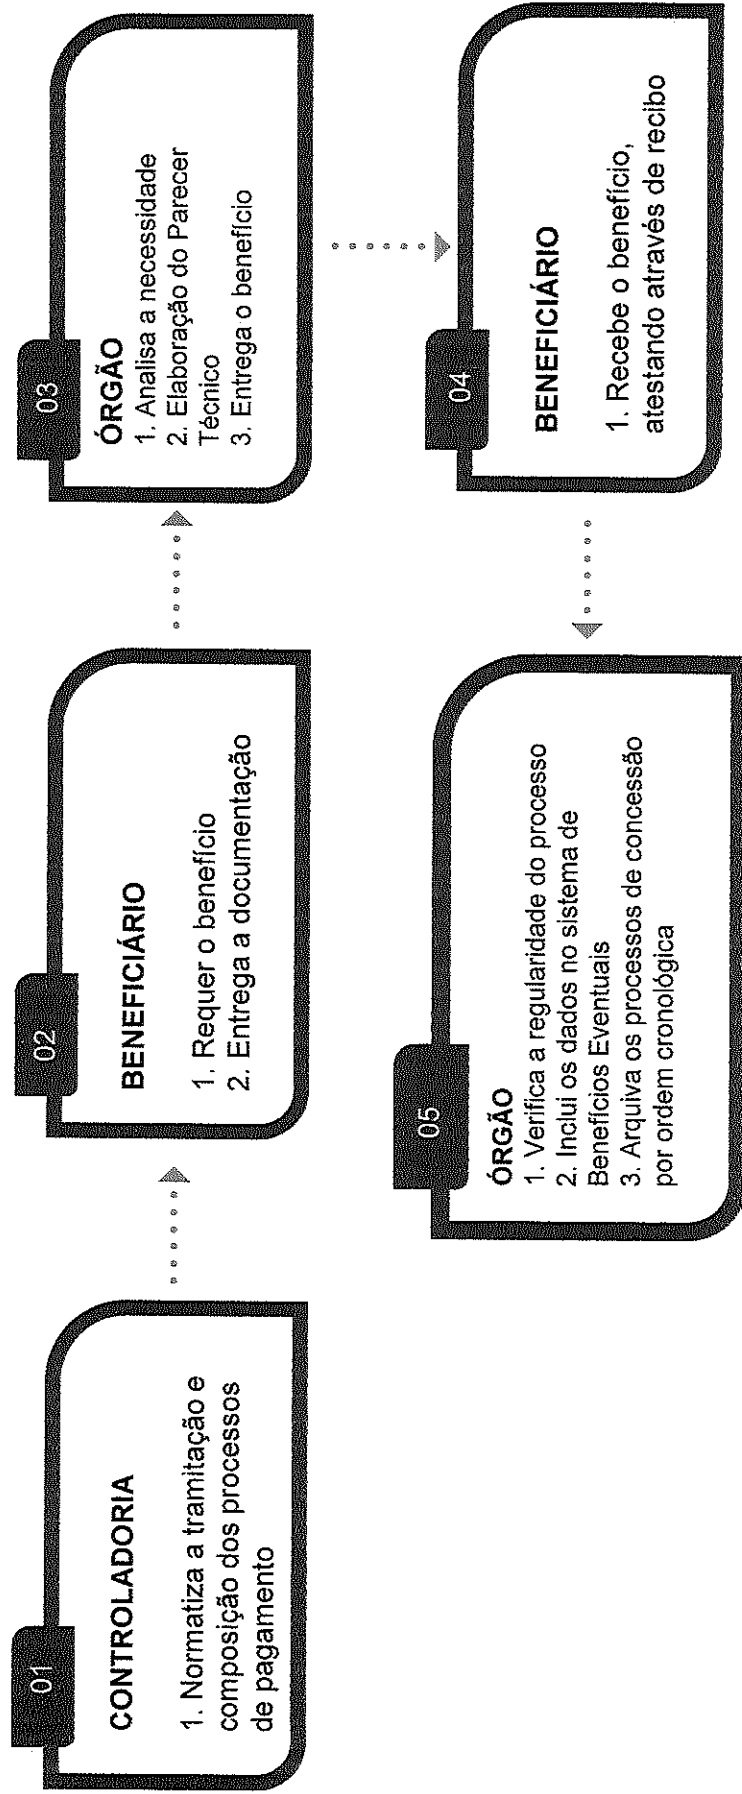 01
CONTROLADORIA
1. Normatiza a tramitação e
composição dos processos
de pagamento
02
BENEFICIÁRIO
1. Requer o benefício
2. Entrega a documentação
03
ÓRGÃO
1. Analisa a necessidade
2. Elaboração do Parecer
Técnico
3. Entrega o benefício
04
BENEFICIÁRIO
1. Recebe o benefício,
atestando através de recibo
05
ÓRGÃO
1. Verifica a regularidade do processo
2. Inclui os dados no sistema de
Benefícios Eventuais
3. Arquiva os processos de concessão
por ordem cronológica